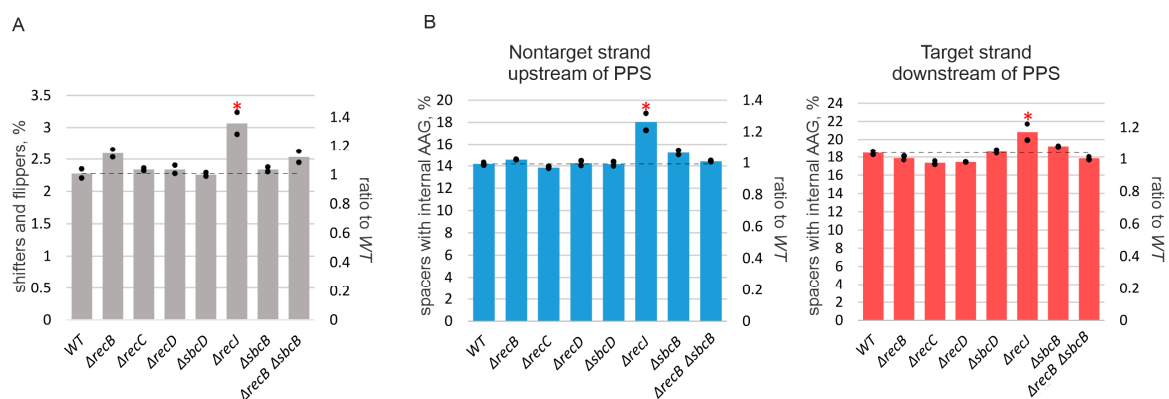 A
shifters and flippers, %
3.5
3
2.5
2
1.5
1
0.5
0
1.4
1.2
1
0.8
0.6
0.4
0.2
0
ratio to WT
*
WT
ΔrecB
ΔrecC
ΔrecD
ΔsbcD
ΔrecJ
ΔsbcB
ΔrecB ΔsbcB
B
Nontarget strand
upstream of PPS
spacers with internal AAG, %
20
18
16
14
12
10
8
6
4
2
0
1.4
1.2
1
0.8
0.6
0.4
0.2
0
ratio to WT
*
WT
ΔrecB
ΔrecC
ΔrecD
ΔsbcD
ΔrecJ
ΔsbcB
ΔrecB ΔsbcB
Target strand
downstream of PPS
spacers with internal AAG, %
24
22
20
18
16
14
12
10
8
6
4
2
0
1.2
1
0.8
0.6
0.4
0.2
0
ratio to WT
*
WT
ΔrecB
ΔrecC
ΔrecD
ΔsbcD
ΔrecJ
ΔsbcB
ΔrecB ΔsbcB